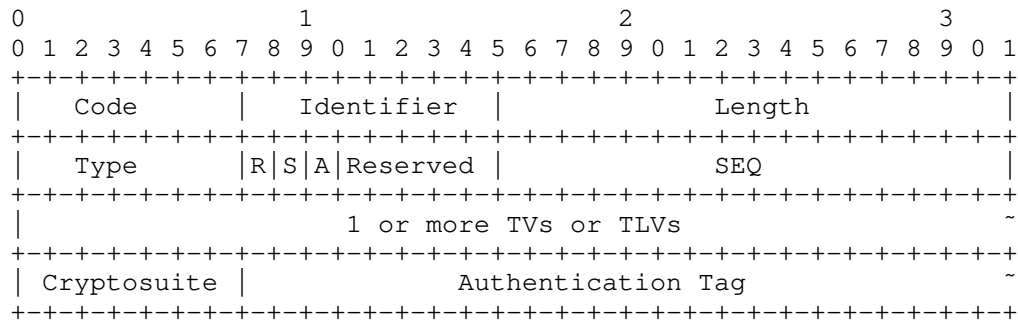 0                   1                   2                   3
0 1 2 3 4 5 6 7 8 9 0 1 2 3 4 5 6 7 8 9 0 1 2 3 4 5 6 7 8 9 0 1
+-+-+-+-+-+-+-+-+-+-+-+-+-+-+-+-+-+-+-+-+-+-+-+-+-+-+-+-+-+-+-+
|   Code      |   Identifier  |             Length            |
+-+-+-+-+-+-+-+-+-+-+-+-+-+-+-+-+-+-+-+-+-+-+-+-+-+-+-+-+-+-+-+
|   Type      |R|S|A|Reserved |             SEQ               |
+-+-+-+-+-+-+-+-+-+-+-+-+-+-+-+-+-+-+-+-+-+-+-+-+-+-+-+-+-+-+-+
|                    1 or more TVs or TLVs                    ~
+-+-+-+-+-+-+-+-+-+-+-+-+-+-+-+-+-+-+-+-+-+-+-+-+-+-+-+-+-+-+-+
| Cryptosuite |             Authentication Tag                ~
+-+-+-+-+-+-+-+-+-+-+-+-+-+-+-+-+-+-+-+-+-+-+-+-+-+-+-+-+-+-+-+